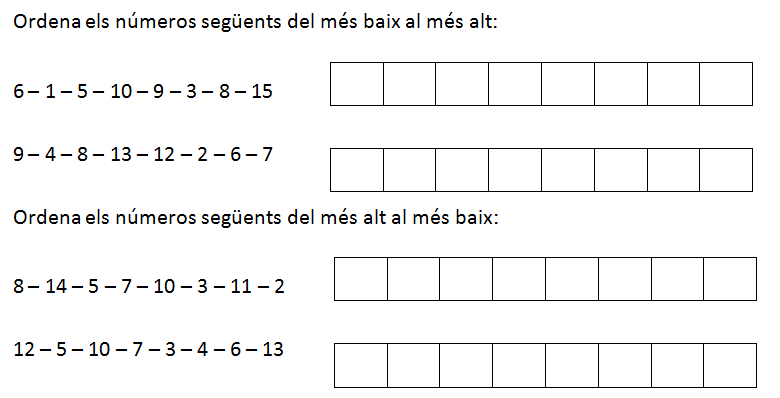 Ordena els números següents del més baix al més alt:
6 – 1 – 5 – 10 – 9 – 3 – 8 – 15
9 – 4 – 8 – 13 – 12 – 2 – 6 – 7
Ordena els números següents del més alt al més baix:
8 – 14 – 5 – 7 – 10 – 3 – 11 – 2
12 – 5 – 10 – 7 – 3 – 4 – 6 – 13